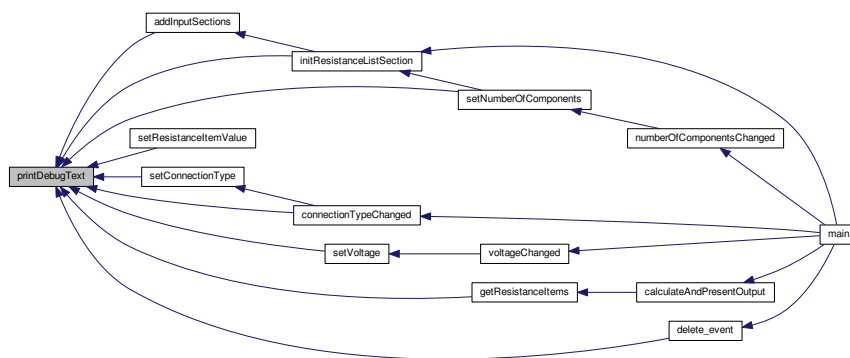 addInputSections
initResistanceListSection
setNumberOfComponents
setResistanceItemValue
numberOfComponentsChanged
printDebugText
setConnectionType
connectionTypeChanged
main
setVoltage
voltageChanged
getResistanceItems
calculateAndPresentOutput
delete_event